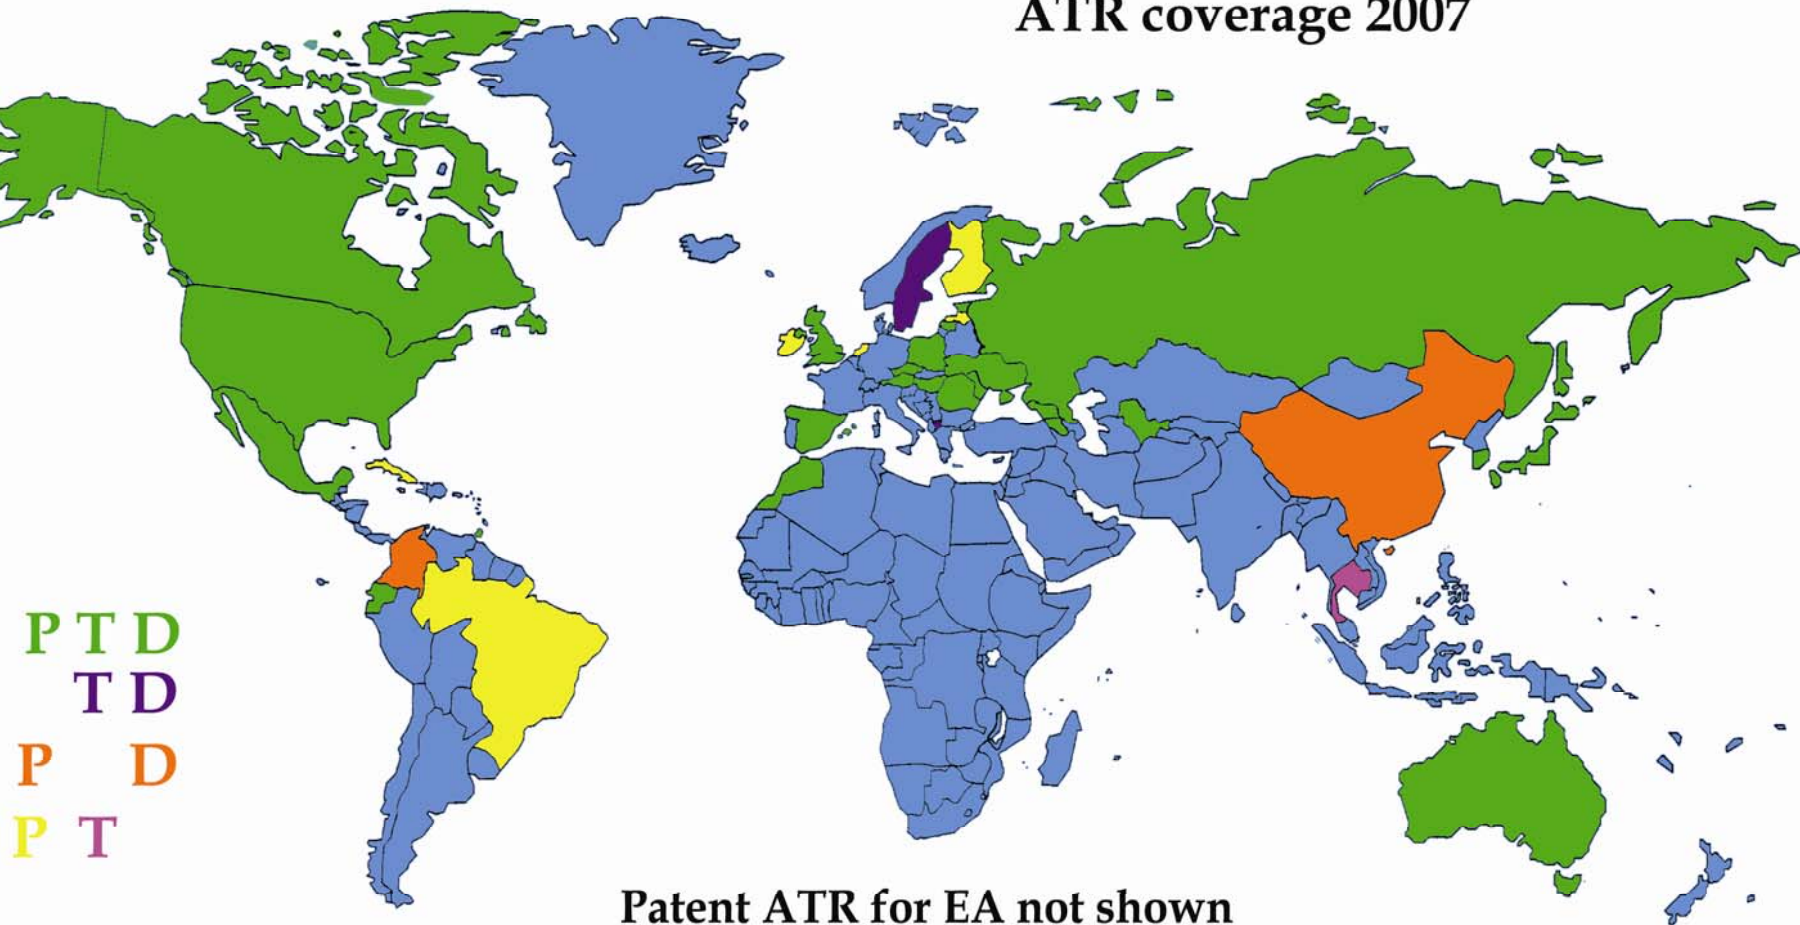 ATR coverage 2007
P T D
T D
P D
P T
Patent ATR for EA not shown